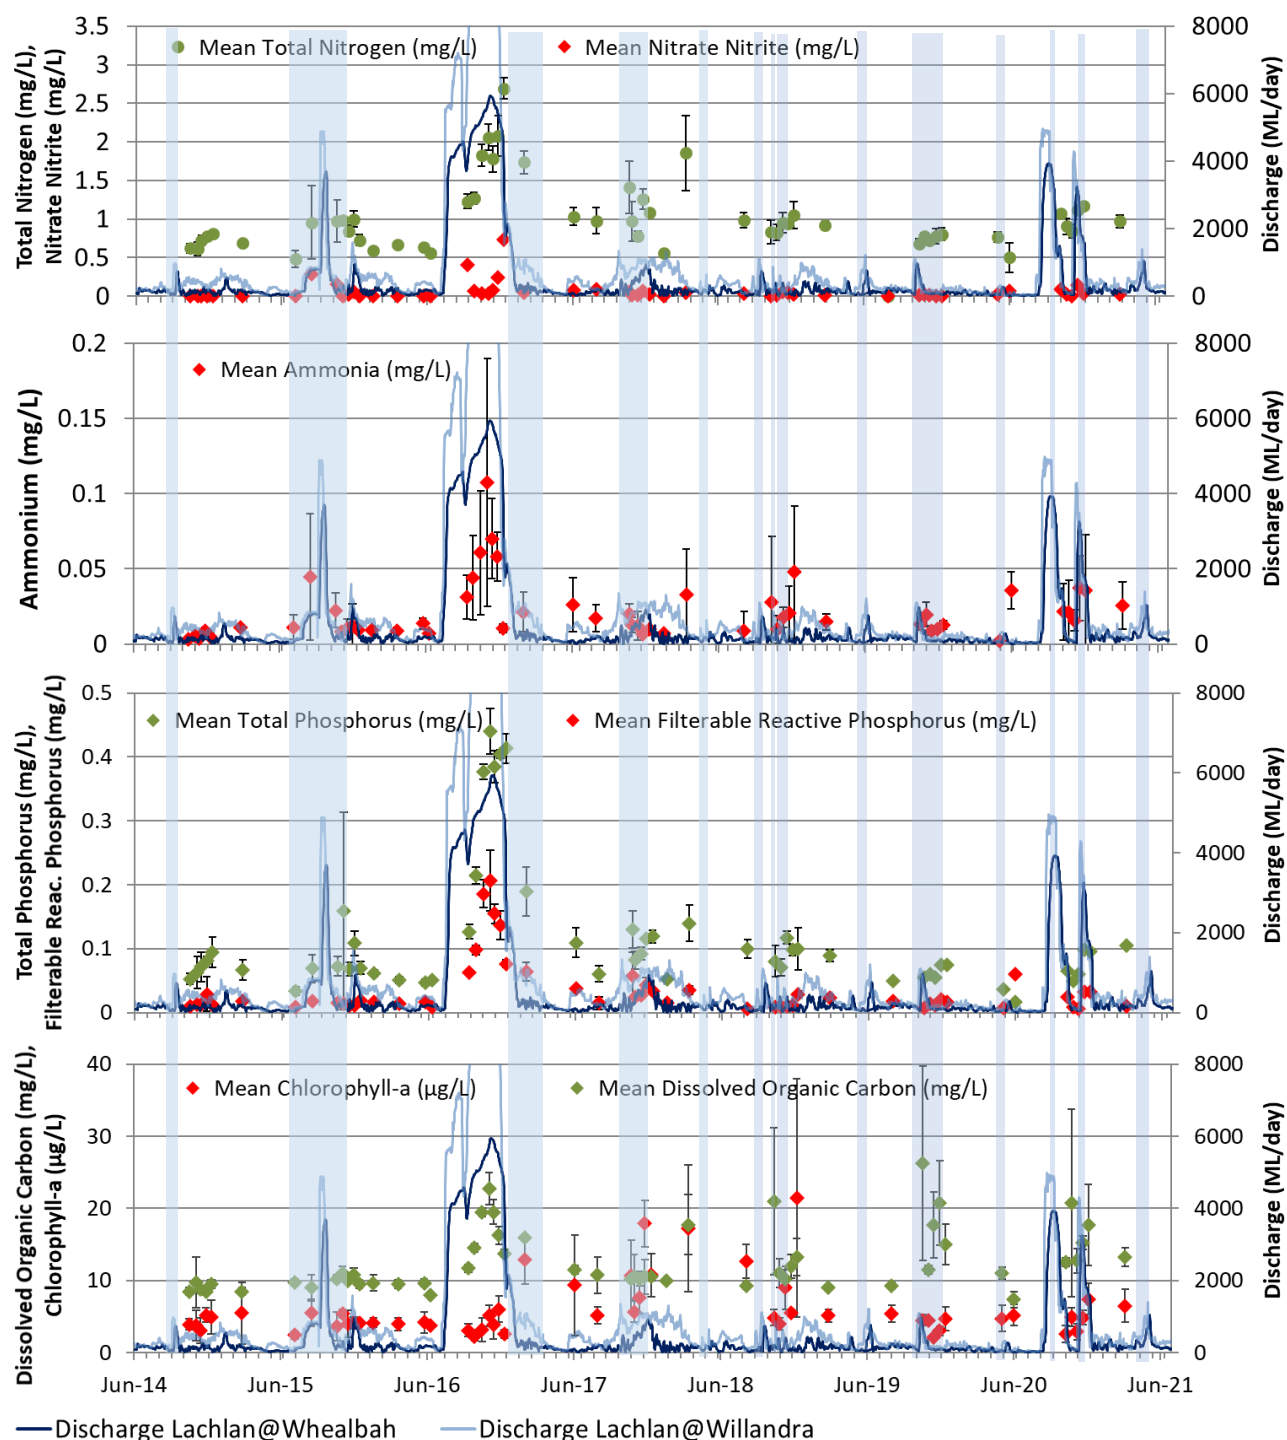 Total Nitrogen (mg/L),
Nitrate Nitrite (mg/L)
3.5
3
2.5
2
1.5
1
0.5
0
Mean Total Nitrogen (mg/L)
Mean Nitrate Nitrite (mg/L)
8000
6000
4000
2000
0
Discharge (ML/day)
Ammonium (mg/L)
0.2
0.15
0.1
0.05
0
Mean Ammonia (mg/L)
8000
6000
4000
2000
0
Discharge (ML/day)
Total Phosphorus (mg/L),
Filterable Reac. Phosphorus (mg/L)
0.5
0.4
0.3
0.2
0.1
0
Mean Total Phosphorus (mg/L)
Mean Filterable Reactive Phosphorus (mg/L)
8000
6000
4000
2000
0
Discharge (ML/day)
Dissolved Organic Carbon (mg/L),
Chlorophyll-a (µg/L)
40
30
20
10
0
Mean Chlorophyll-a (µg/L)
Mean Dissolved Organic Carbon (mg/L)
8000
6000
4000
2000
0
Discharge (ML/day)
Jun-14 Jun-15 Jun-16 Jun-17 Jun-18 Jun-19 Jun-20 Jun-21
Discharge Lachlan@Whealbah Discharge Lachlan@Willandra